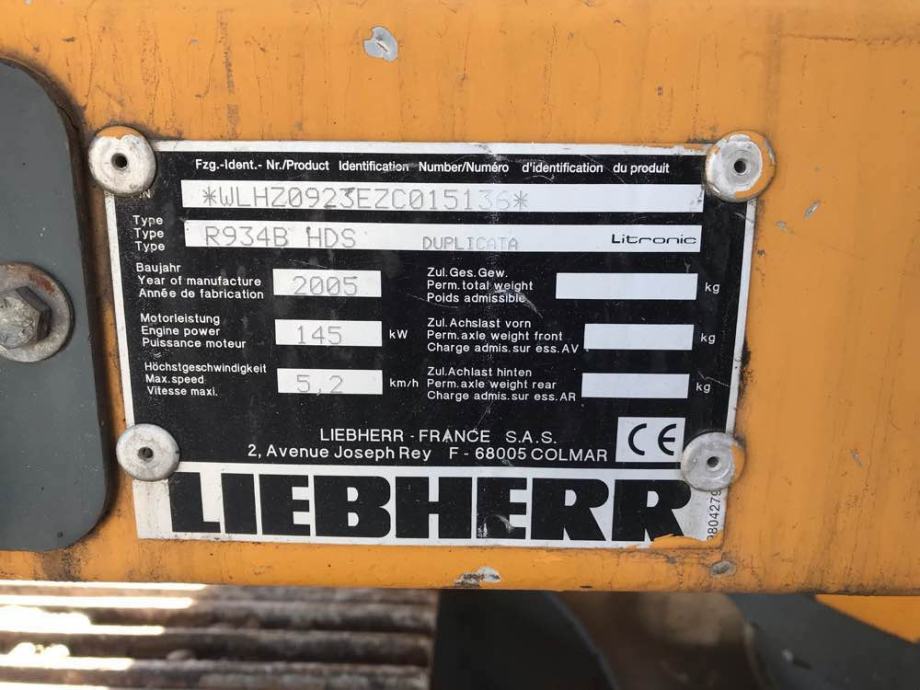 Fzg.-Ident.- Nr./Product Identification Number/Numéro d'identification du produit
*WLHZ0923EZC015136*
Type
Type
Type
R934B HDS DUPLICATA Litronic
Baujahr
Year of manufacture
Année de fabrication
2005
Zul.Ges.Gew.
Perm.total weight
Poids admissible
kg
Motorleistung
Engine power
Puissance moteur
145 kW
Zul.Achslast vorn
Perm.axle weight front
Charge admis.sur ess.AV
kg
Höchstgeschwindigkeit
Max.speed
Vitesse maxi.
5,2 km/h
Zul.Achlast hinten
Perm.axle weight rear
Charge admis.sur ess.AR
kg
LIEBHERR-FRANCE S.A.S.
2, Avenue Joseph Rey F-68005 COLMAR
CE
LIEBHERR